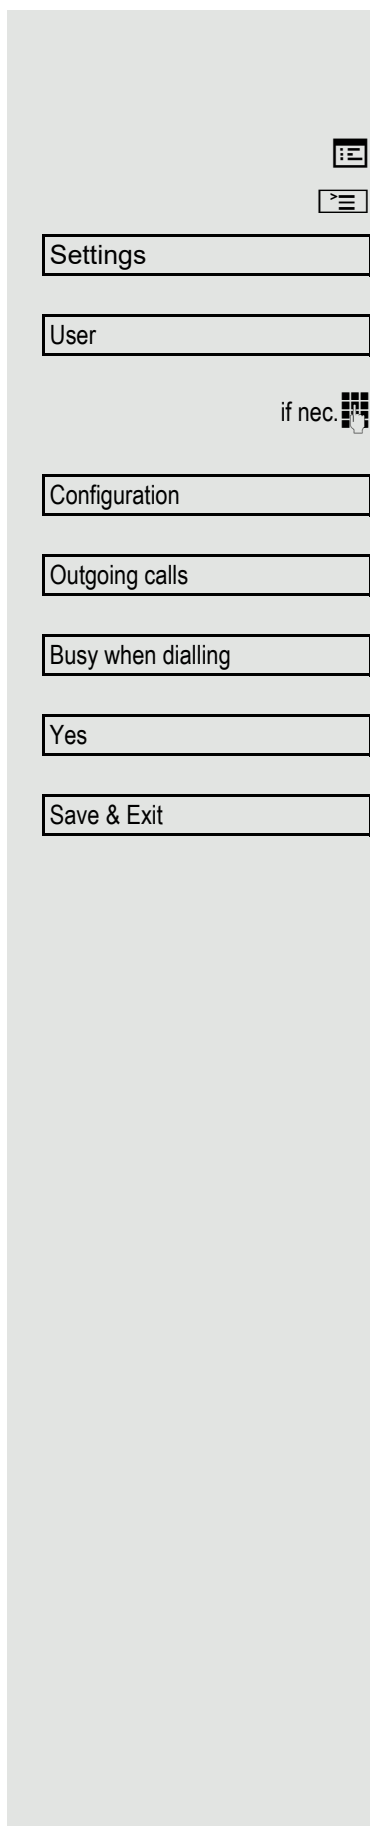 Settings
User
if nec.
Configuration
Outgoing calls
Busy when dialling
Yes
Save & Exit